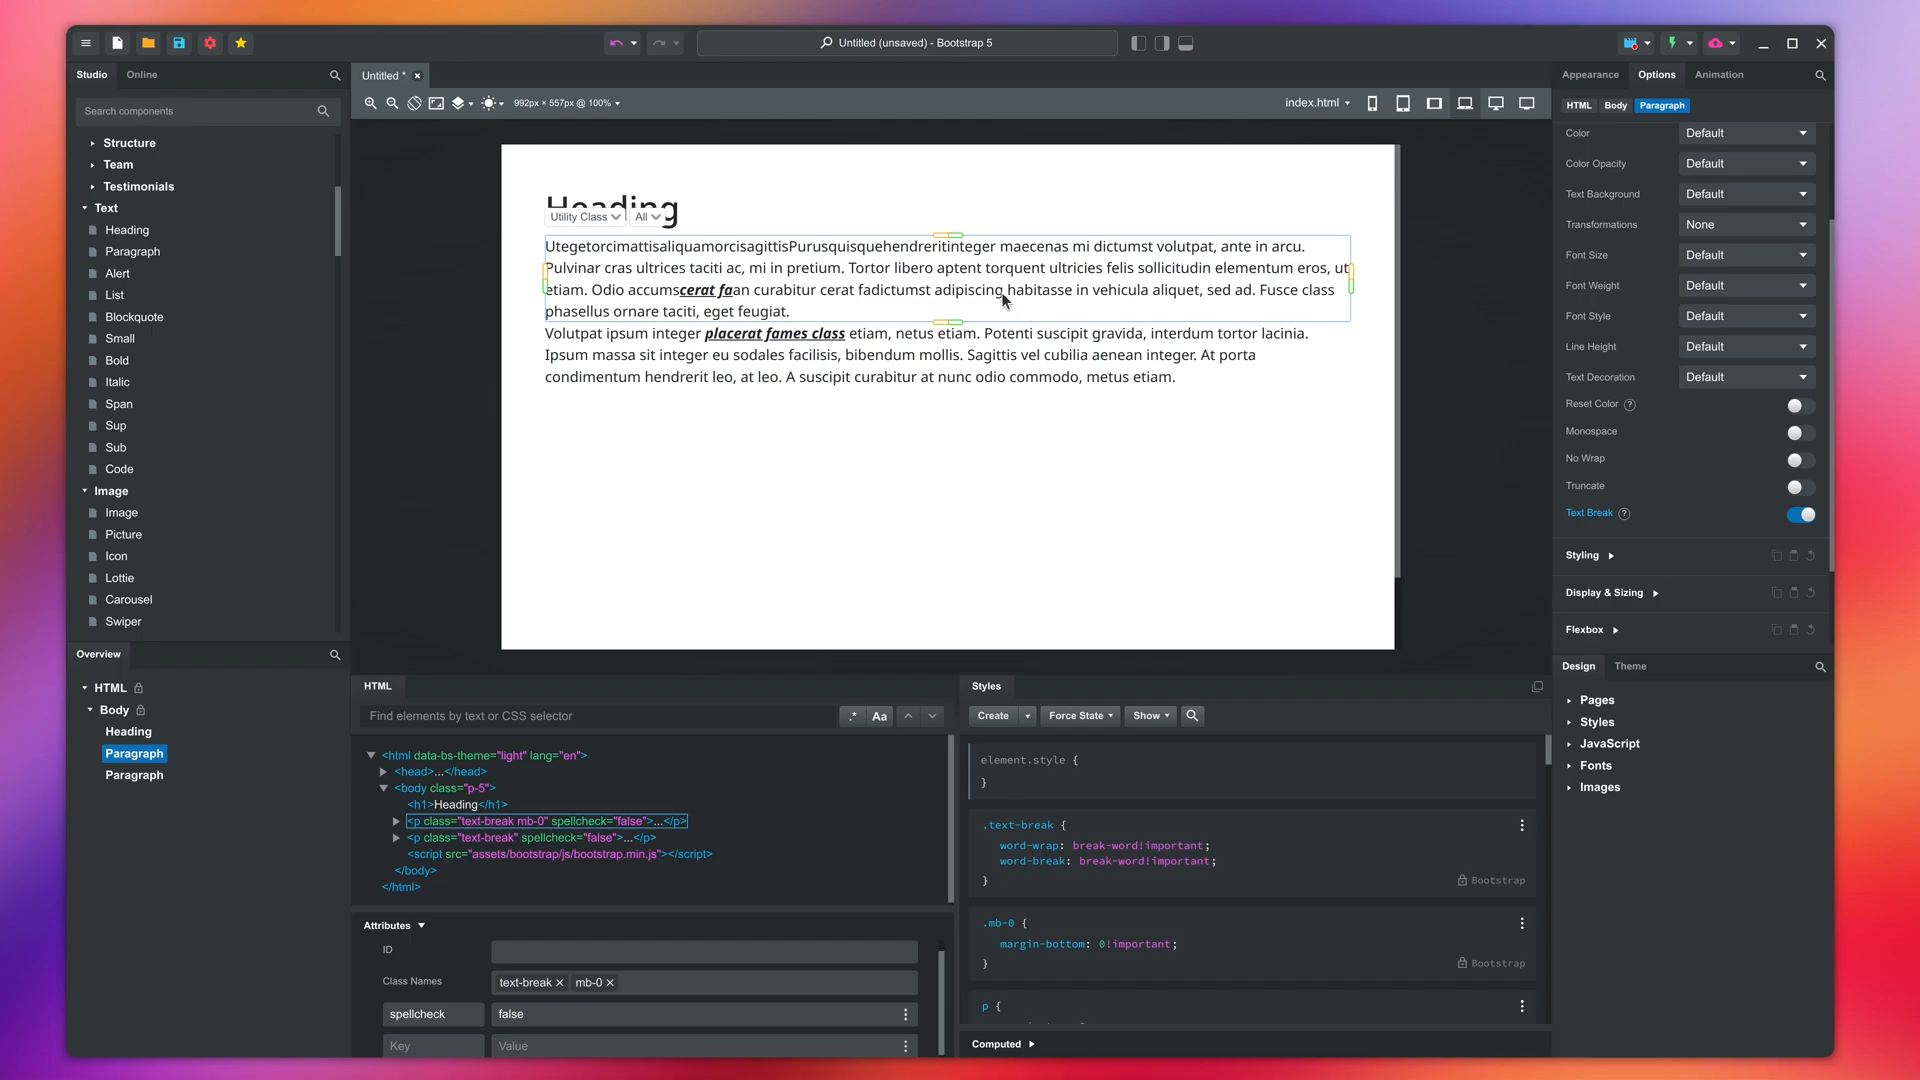 Untitled (unsaved) - Bootstrap 5
Studio
Online
Search components
Structure
Team
Testimonials
Text
Heading
Paragraph
Alert
List
Blockquote
Small
Bold
Italic
Span
Sup
Sub
Code
Image
Image
Picture
Icon
Lottie
Carousel
Swiper
Overview
HTML
Body
Heading
Paragraph
Paragraph
Untitled *
992px × 557px @ 100%
index.html
Heading
Utility Class
All
UtegetorcimattisaliquamorcisagittisPurusquisquehendreritinteger maecenas mi dictumst volutpat, ante in arcu.
Pulvinar cras ultrices taciti ac, mi in pretium. Tortor libero aptent torquent ultricies felis sollicitudin elementum eros, ut
etiam. Odio accumscerat faan curabitur cerat fadictumst adipiscing habitasse in vehicula aliquet, sed ad. Fusce class
phasellus ornare taciti, eget feugiat.
Volutpat ipsum integer placerat fames class etiam, netus etiam. Potenti suscipit gravida, interdum tortor lacinia.
Ipsum massa sit integer eu sodales facilisis, bibendum mollis. Sagittis vel cubilia aenean integer. At porta
condimentum hendrerit leo, at leo. A suscipit curabitur at nunc odio commodo, metus etiam.
HTML
Find elements by text or CSS selector
.*
Aa
<html data-bs-theme="light" lang="en">
<head>...</head>
<body class="p-5">
<h1>Heading</h1>
<p class="text-break mb-0" spellcheck="false">...</p>
<p class="text-break" spellcheck="false">...</p>
<script src="assets/bootstrap/js/bootstrap.min.js"></script>
</body>
</html>
Attributes
ID
Class Names
text-break ×
mb-0 ×
spellcheck
false
Key
Value
Styles
Create
Force State
Show
element.style {
}
.text-break {
word-wrap: break-word!important;
word-break: break-word!important;
}
Bootstrap
.mb-0 {
margin-bottom: 0!important;
}
Bootstrap
p {
Computed
Appearance
Options
Animation
HTML
Body
Paragraph
Color
Default
Color Opacity
Default
Text Background
Default
Transformations
None
Font Size
Default
Font Weight
Default
Font Style
Default
Line Height
Default
Text Decoration
Default
Reset Color ?
Monospace
No Wrap
Truncate
Text Break ?
Styling
Display & Sizing
Flexbox
Design
Theme
Pages
Styles
JavaScript
Fonts
Images